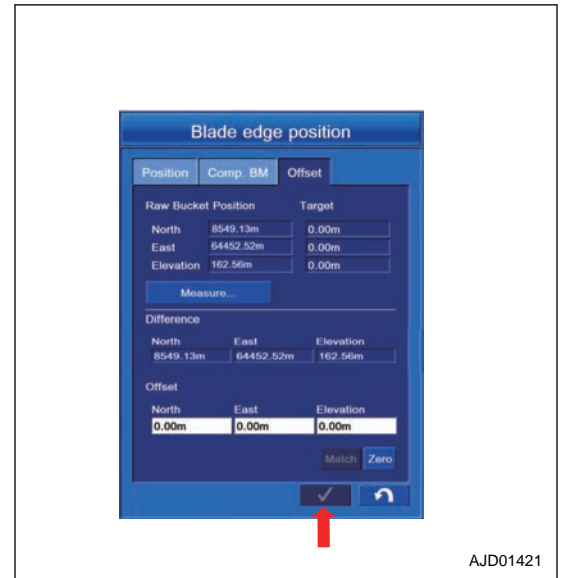 Blade edge position
Position Comp. BM Offset
Raw Bucket Position Target
North 8549.13m 0.00m
East 64452.52m 0.00m
Elevation 162.56m 0.00m
Measure...
Difference
North East Elevation
8549.13m 64452.52m 162.56m
Offset
North East Elevation
0.00m 0.00m 0.00m
Match Zero
AJD01421